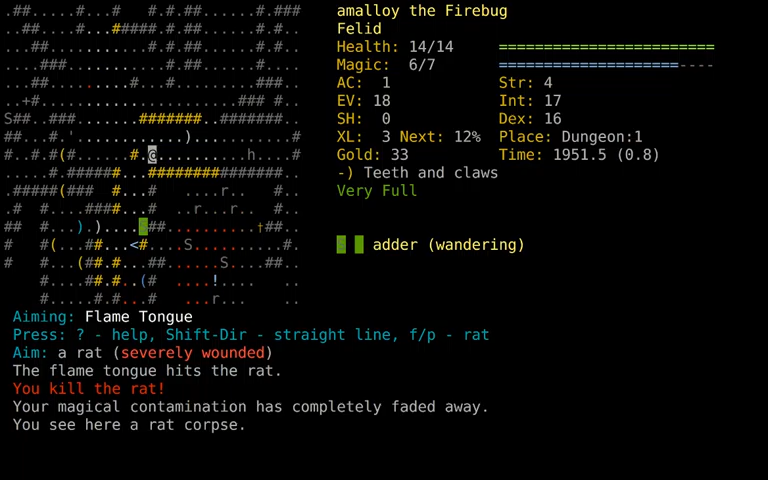 amalloy the Firebug
Felid
Health: 14/14 ========================
Magic: 6/7 ====================----
AC: 1 Str: 4
EV: 18 Int: 17
SH: 0 Dex: 16
XL: 3 Next: 12% Place: Dungeon:1
Gold: 33 Time: 1951.5 (0.8)
-) Teeth and claws
Very Full
adder (wandering)
Aiming: Flame Tongue
Press: ? - help, Shift-Dir - straight line, f/p - rat
Aim: a rat (severely wounded)
The flame tongue hits the rat.
You kill the rat!
Your magical contamination has completely faded away.
You see here a rat corpse.